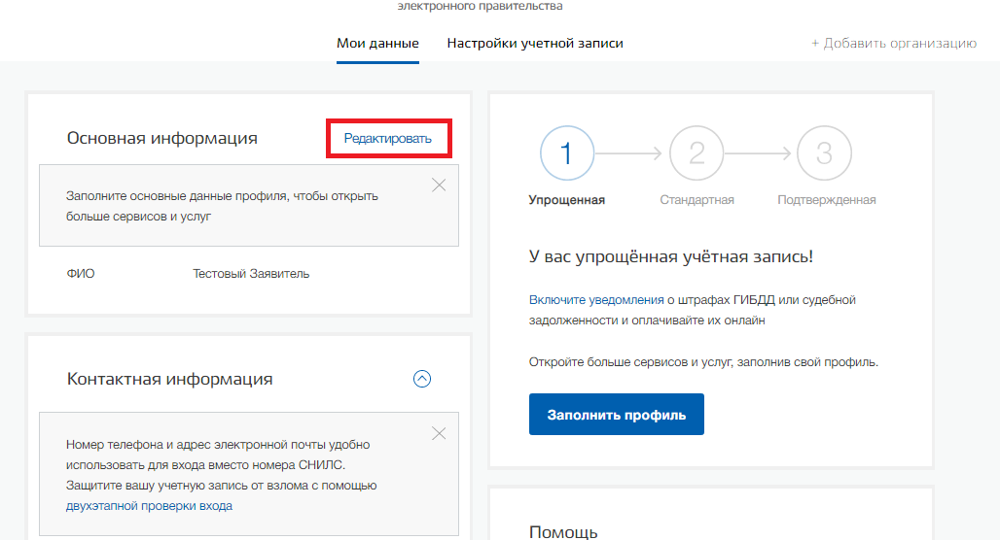 электронного правительства
Мои данные
Настройки учетной записи
+ Добавить организацию
Основная информация
Редактировать
Заполните основные данные профиля, чтобы открыть
больше сервисов и услуг
ФИО
Тестовый Заявитель
Контактная информация
Номер телефона и адрес электронной почты удобно
использовать для входа вместо номера СНИЛС.
Защитите вашу учетную запись от взлома с помощью
двухэтапной проверки входа
1
2
3
Упрощенная
Стандартная
Подтвержденная
У вас упрощённая учётная запись!
Включите уведомления о штрафах ГИБДД или судебной
задолженности и оплачивайте их онлайн
Откройте больше сервисов и услуг, заполнив свой профиль.
Заполнить профиль
Помощь